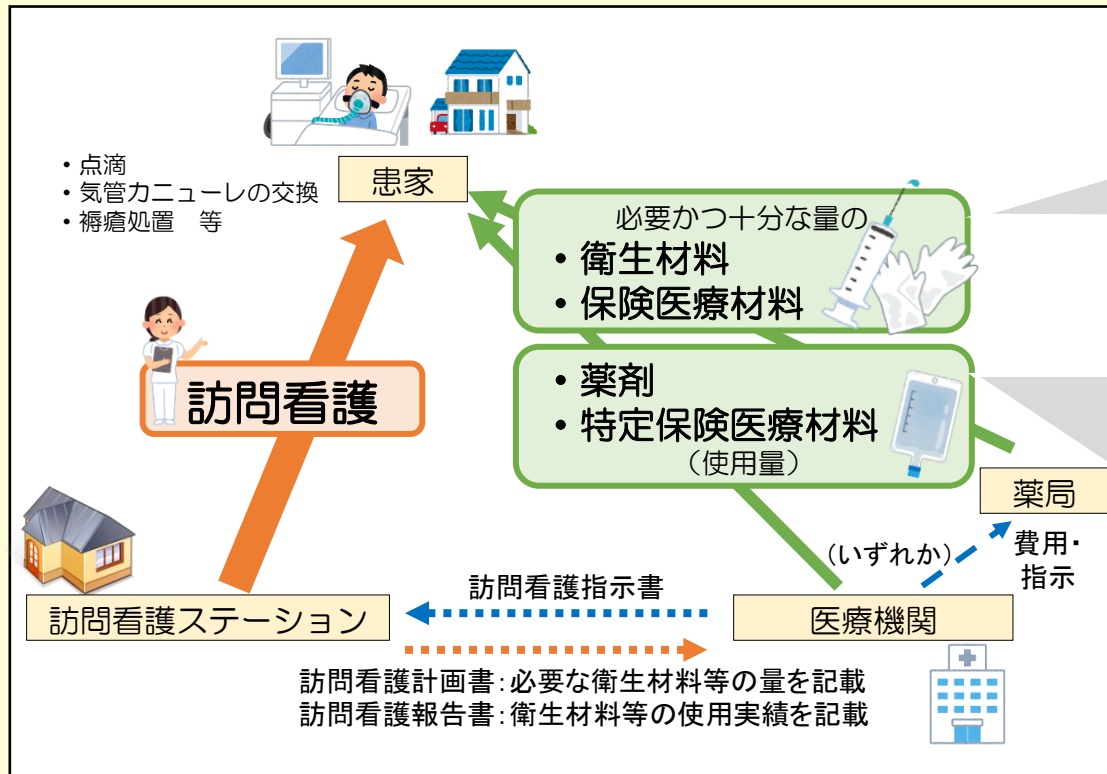 ・点滴
・気管カニューレの交換
・褥瘡処置　等
患家
必要かつ十分な量の
・衛生材料
・保険医療材料
訪問看護
・薬剤
・特定保険医療材料
（使用量）
薬局
(いずれか)
費用・
指示
訪問看護指示書
訪問看護ステーション
医療機関
訪問看護計画書：必要な衛生材料等の量を記載
訪問看護報告書：衛生材料等の使用実績を記載